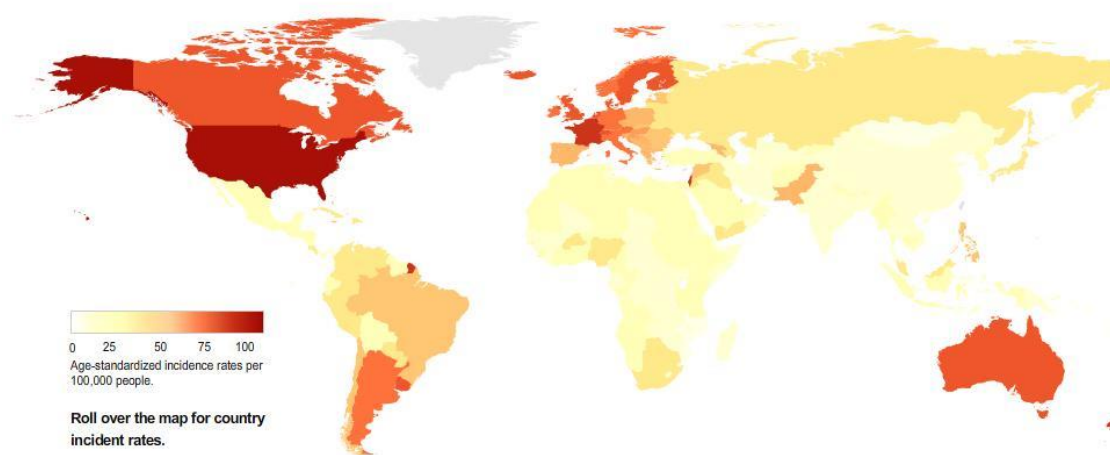 0 25 50 75 100
Age-standardized incidence rates per
100,000 people.
Roll over the map for country
incident rates.